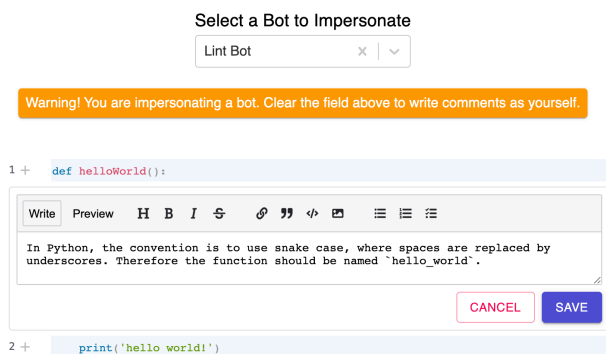 Select a Bot to Impersonate
Lint Bot
Warning! You are impersonating a bot. Clear the field above to write comments as yourself.
1 + def helloWorld():
Write Preview H B I S
In Python, the convention is to use snake case, where spaces are replaced by
underscores. Therefore the function should be named `hello_world`.
CANCEL SAVE
2 + print('hello world!')